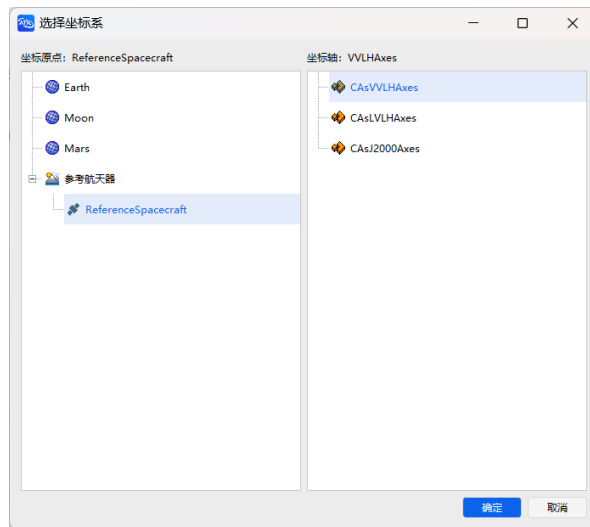 选择坐标系
坐标原点：ReferenceSpacecraft
坐标轴：VVLHAxes
Earth
Moon
Mars
参考航天器
ReferenceSpacecraft
CAsVVLHAxes
CAsLVLHAxes
CAsJ2000Axes
确定
取消